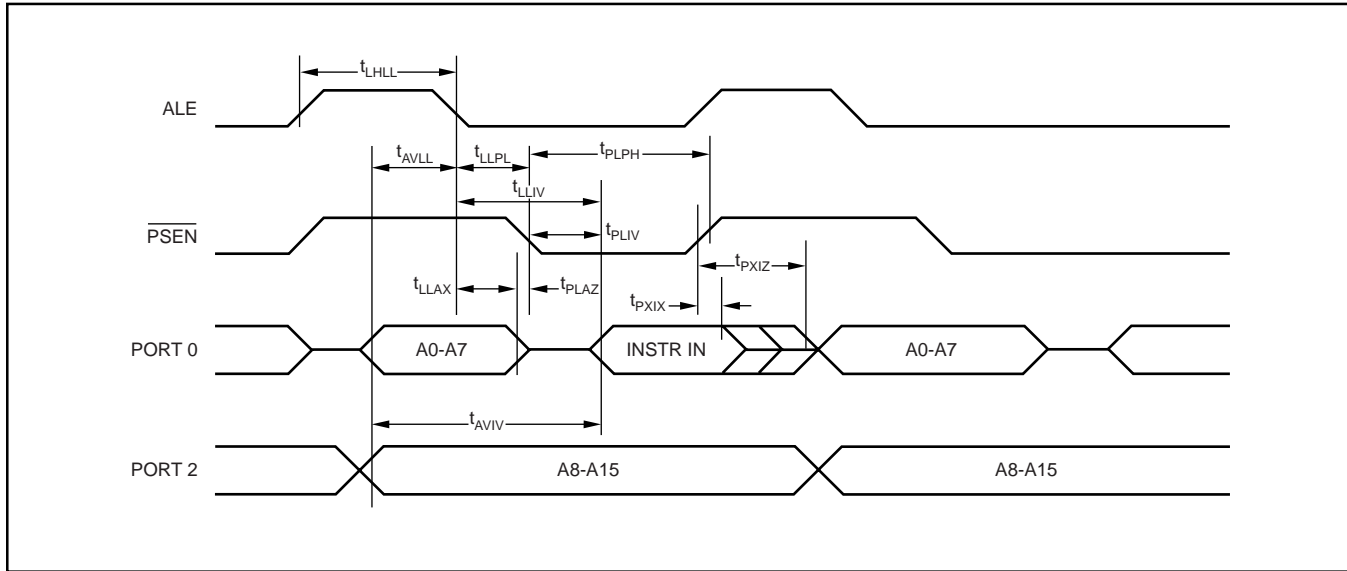 tLHLL
ALE
tAVLL tLLPL tPLPH
tLLIV
PSEN
tPLIV
tPXIZ
tLLAX tPLAZ
tPXIX
PORT 0 A0-A7 INSTR IN A0-A7
tAVIV
PORT 2 A8-A15 A8-A15